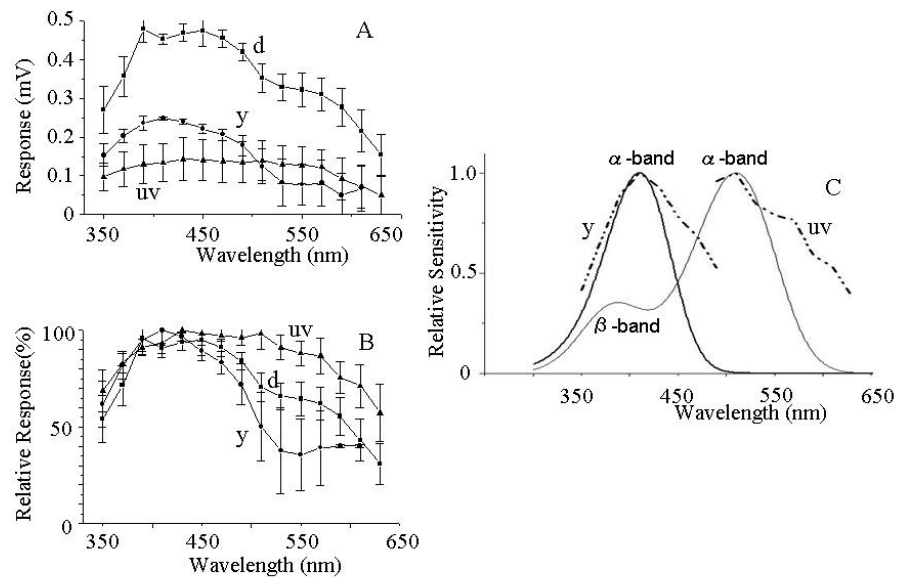 A
0.5
0.4
0.3
0.2
0.1
0
Response (mV)
d
y
uv
350 450 550 650
Wavelength (nm)
B
100
50
0
Relative Response(%)
uv
d
y
350 450 550 650
Wavelength (nm)
C
α -band α -band
1.0
0.5
0
Relative Sensitivity
y
uv
β -band
350 450 550 650
Wavelength (nm)